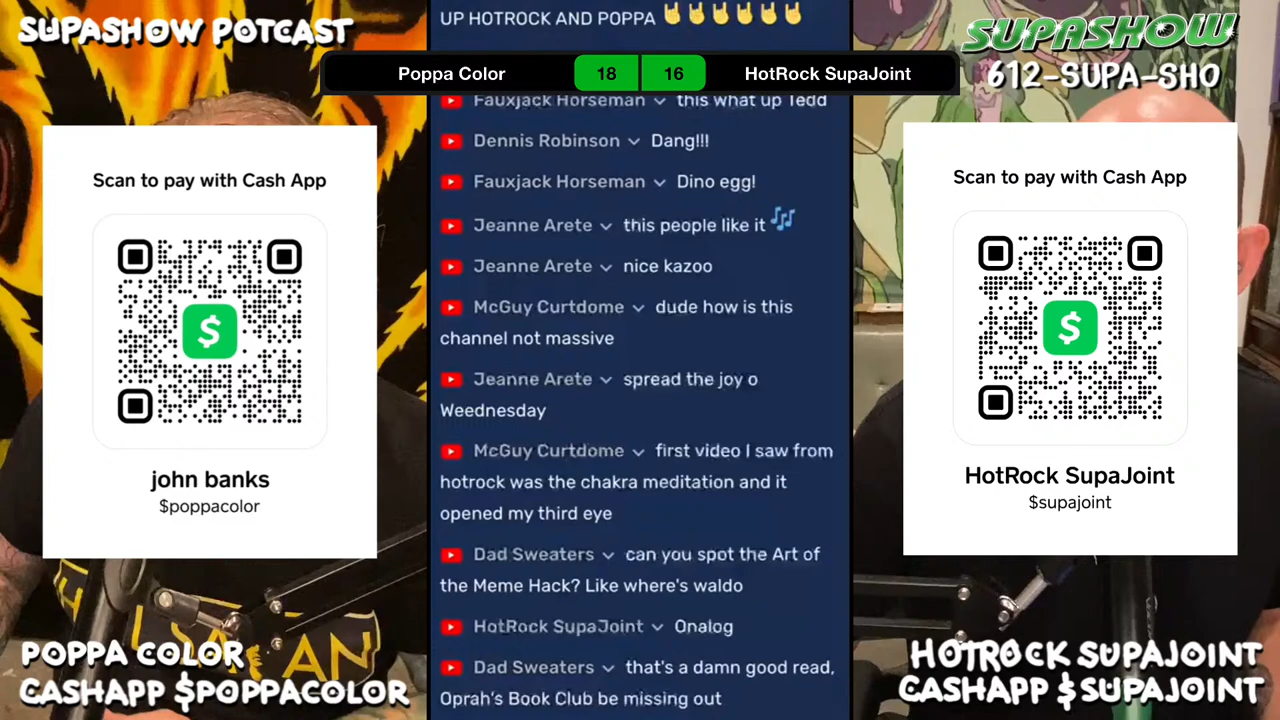 SUPASHOW POTCAST
UP HOTROCK AND POPPA 🤘🤘🤘🤘🤘🤘
SUPASHOW
612-SUPA-SHO
Poppa Color 18 16 HotRock SupaJoint
Scan to pay with Cash App
$
john banks
$poppacolor
Fauxjack Horseman this what up Tedd
Dennis Robinson Dang!!!
Fauxjack Horseman Dino egg!
Jeanne Arete this people like it 🎶
Jeanne Arete nice kazoo
McGuy Curtdome dude how is this
channel not massive
Jeanne Arete spread the joy o
Weednesday
McGuy Curtdome first video I saw from
hotrock was the chakra meditation and it
opened my third eye
Dad Sweaters can you spot the Art of
the Meme Hack? Like where's waldo
HotRock SupaJoint Onalog
Dad Sweaters that's a damn good read,
Oprah's Book Club be missing out
Scan to pay with Cash App
$
HotRock SupaJoint
$supajoint
POPPA COLOR
CASHAPP $POPPACOLOR
HOTROCK SUPAJOINT
CASHAPP $SUPAJOINT